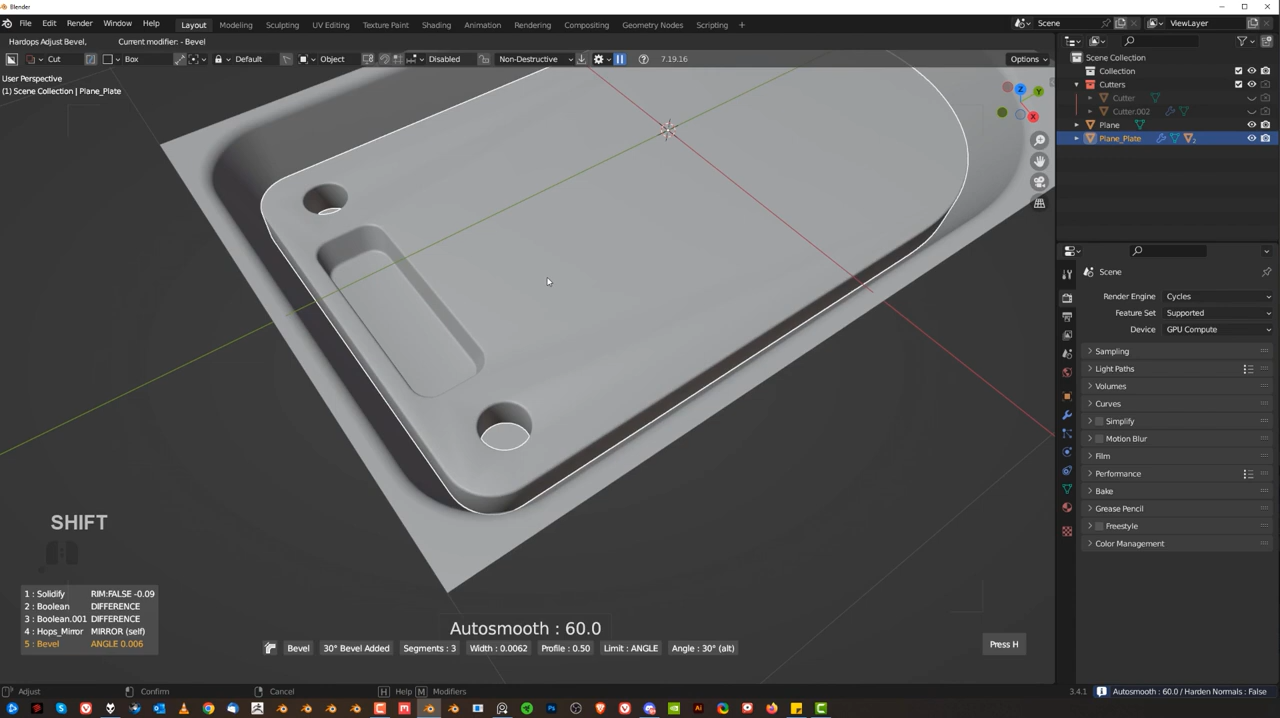 Blender
File Edit Render Window Help Layout Modeling Sculpting UV Editing Texture Paint Shading Animation Rendering Compositing Geometry Nodes Scripting + Scene ViewLayer
Hardops Adjust Bevel, Current modifier: - Bevel
Cut Box Default Object Disabled Non-Destructive 7.19.16 Options
User Perspective
(1) Scene Collection | Plane_Plate
Z
Y
X
Scene Collection
Collection
Cutters
Cutter
Cutter.002
Plane
Plane_Plate 2
Scene
Render Engine Cycles
Feature Set Supported
Device GPU Compute
Sampling
Light Paths
Volumes
Curves
Simplify
Motion Blur
Film
Performance
Bake
Grease Pencil
Freestyle
Color Management
SHIFT
1 : Solidify RIM:FALSE -0.09
2 : Boolean DIFFERENCE
3 : Boolean.001 DIFFERENCE
4 : Hops_Mirror MIRROR (self)
5 : Bevel ANGLE 0.006
Autosmooth : 60.0
Bevel 30° Bevel Added Segments : 3 Width : 0.0062 Profile : 0.50 Limit : ANGLE Angle : 30° (alt)
Press H
Adjust Confirm Cancel H Help M Modifiers 3.4.1 Autosmooth : 60.0 / Harden Normals : False